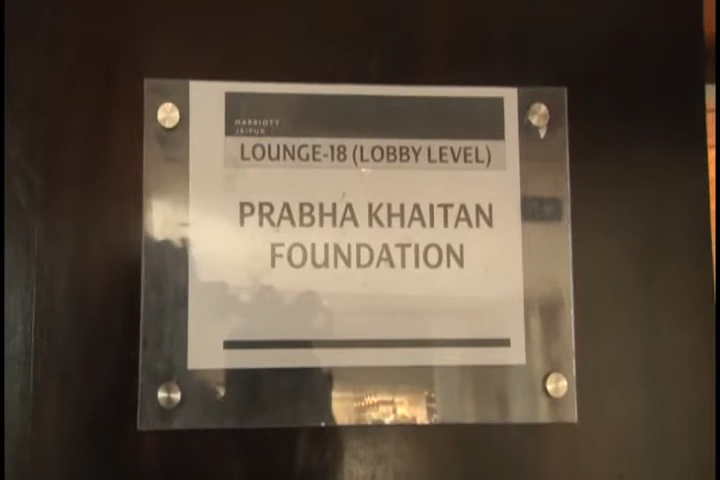 MARRIOTT
JAIPUR
LOUNGE-18 (LOBBY LEVEL)
PRABHA KHAITAN
FOUNDATION